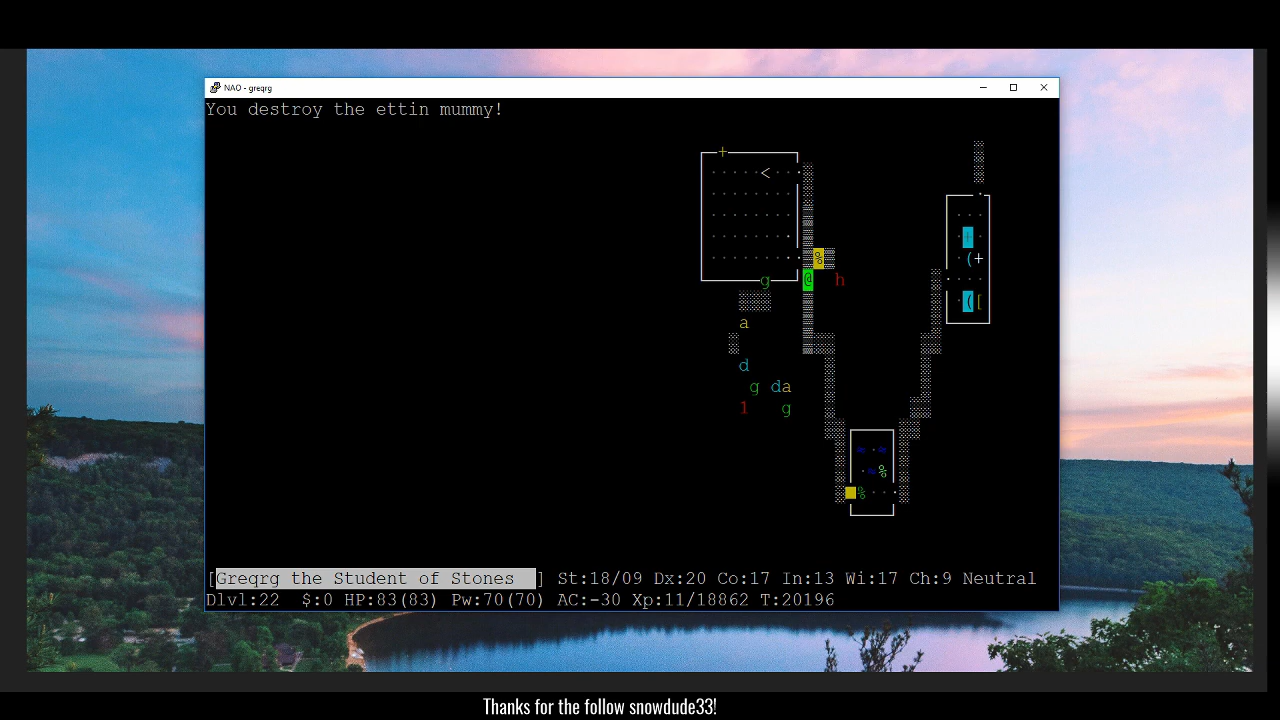 NAO - greqrg
You destroy the ettin mummy!
+
<
%
g @ h
(+
( [
a
d
g da
l g
%
%
[Greqrg the Student of Stones ] St:18/09 Dx:20 Co:17 In:13 Wi:17 Ch:9 Neutral
Dlvl:22 $:0 HP:83(83) Pw:70(70) AC:-30 Xp:11/18862 T:20196
Thanks for the follow snowdude33!